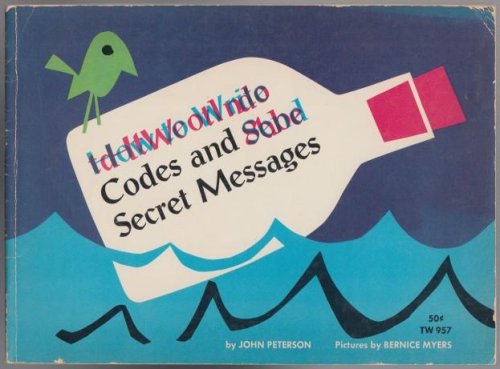 Codes and
Secret Messages
50¢
TW 957
by JOHN PETERSON Pictures by BERNICE MYERS